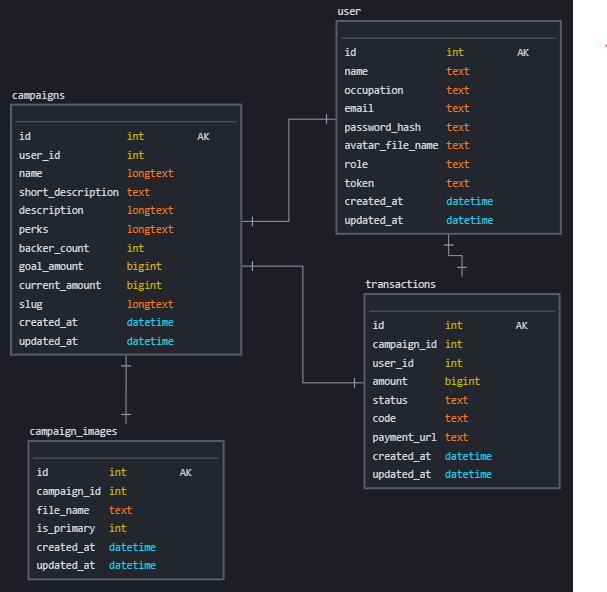 user
id int AK
name text
occupation text
email text
password_hash text
avatar_file_name text
role text
token text
created_at datetime
updated_at datetime
campaigns
id int AK
user_id int
name longtext
short_description text
description longtext
perks longtext
backer_count int
goal_amount bigint
current_amount bigint
slug longtext
created_at datetime
updated_at datetime
transactions
id int AK
campaign_id int
user_id int
amount bigint
status text
code text
payment_url text
created_at datetime
updated_at datetime
campaign_images
id int AK
campaign_id int
file_name text
is_primary int
created_at datetime
updated_at datetime